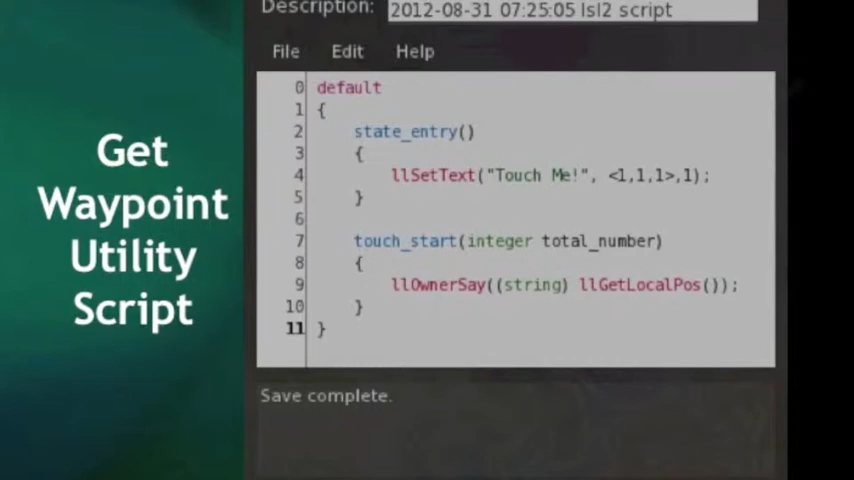 Get
Waypoint
Utility
Script
Description: 2012-08-31 07:25:05 lsl2 script
File Edit Help
0 default
1 {
2 state_entry()
3 {
4 llSetText("Touch Me!", <1,1,1>,1);
5 }
6
7 touch_start(integer total_number)
8 {
9 llOwnerSay((string) llGetLocalPos());
10 }
11 }
Save complete.